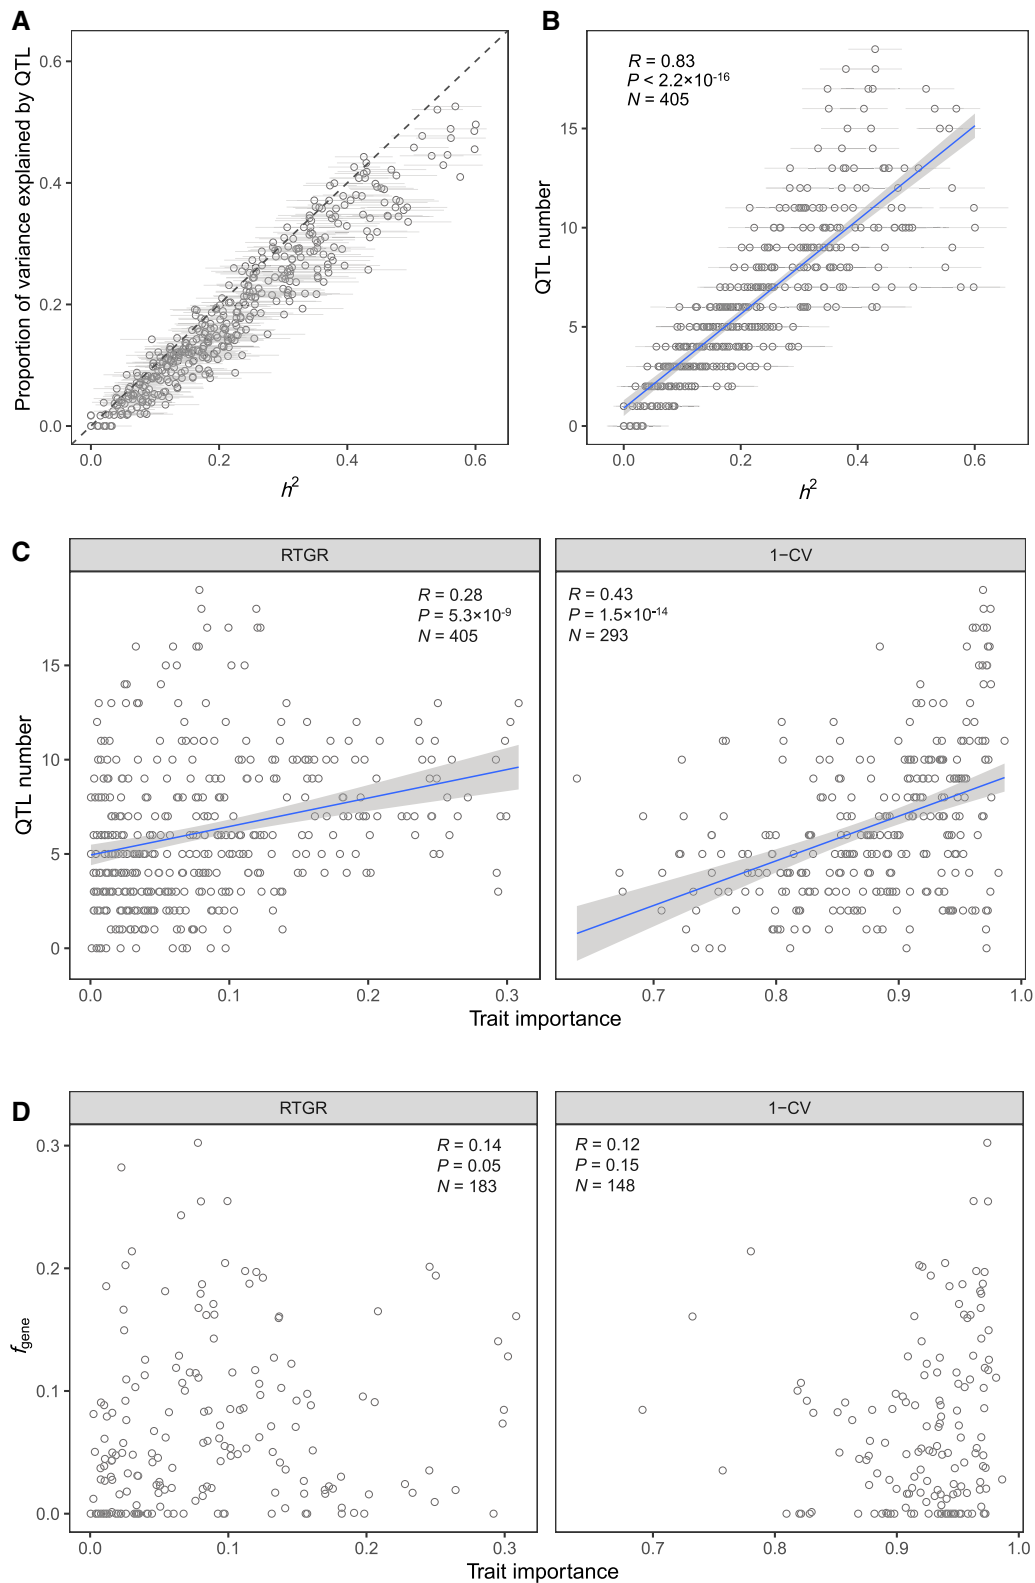 A
Proportion of variance explained by QTL
0.6
0.4
0.2
0.0
0.0 0.2 0.4 0.6
h²
B
R = 0.83
P < 2.2×10⁻¹⁶
N = 405
QTL number
15
10
5
0
0.0 0.2 0.4 0.6
h²
C
RTGR
R = 0.28
P = 5.3×10⁻⁹
N = 405
QTL number
15
10
5
0
0.0 0.1 0.2 0.3
1−CV
R = 0.43
P = 1.5×10⁻¹⁴
N = 293
0.7 0.8 0.9 1.0
Trait importance
D
RTGR
R = 0.14
P = 0.05
N = 183
f gene
0.3
0.2
0.1
0.0
0.0 0.1 0.2 0.3
1−CV
R = 0.12
P = 0.15
N = 148
0.7 0.8 0.9 1.0
Trait importance